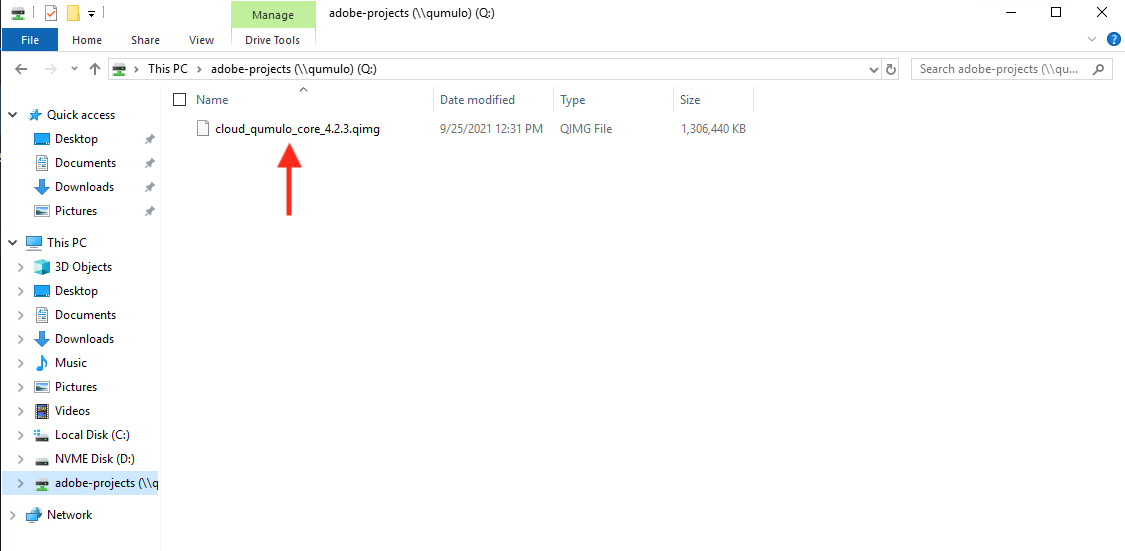 Manage
adobe-projects (\\qumulo) (Q:)
File
Home
Share
View
Drive Tools
This PC
adobe-projects (\\qumulo) (Q:)
Search adobe-projects (\\qu...
Name
Date modified
Type
Size
cloud_qumulo_core_4.2.3.qimg
9/25/2021 12:31 PM
QIMG File
1,306,440 KB
Quick access
Desktop
Documents
Downloads
Pictures
This PC
3D Objects
Desktop
Documents
Downloads
Music
Pictures
Videos
Local Disk (C:)
NVME Disk (D:)
adobe-projects (\\q
Network